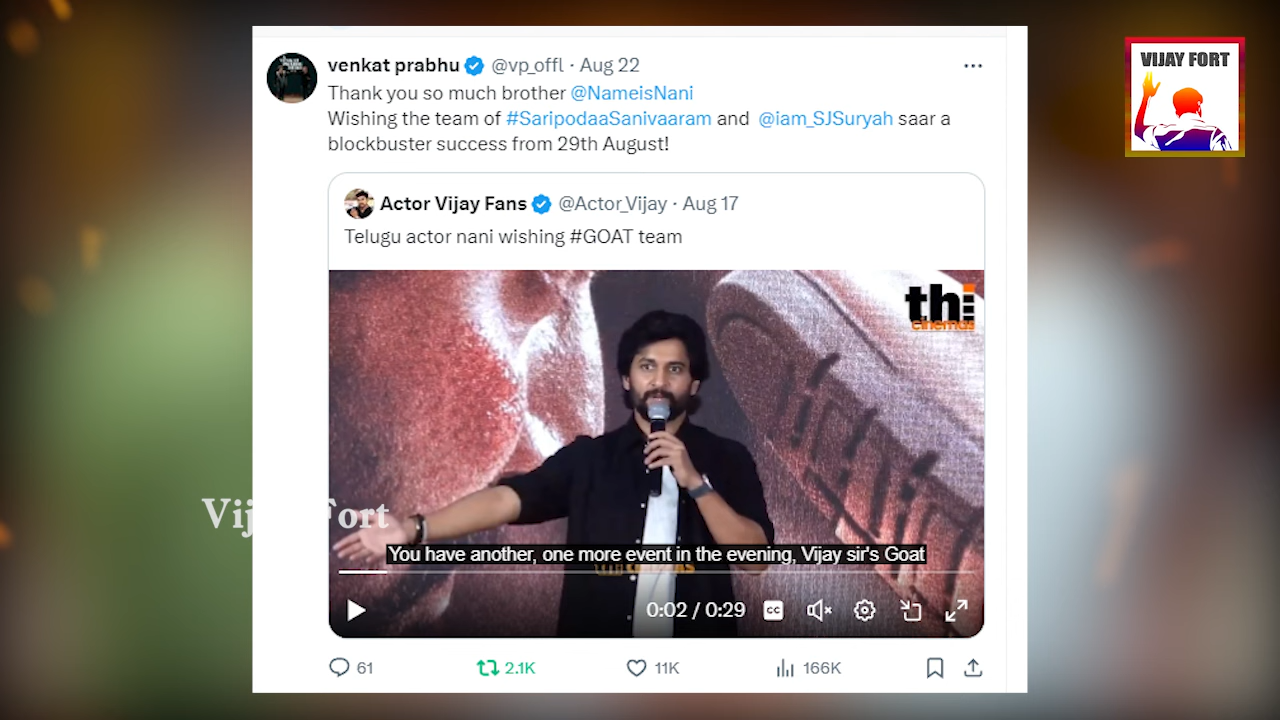 VIJAY FORT
venkat prabhu @vp_offl · Aug 22
Thank you so much brother @NameisNani
Wishing the team of #SaripodaaSanivaaram and @iam_SJSuryah saar a
blockbuster success from 29th August!
Actor Vijay Fans @Actor_Vijay · Aug 17
Telugu actor nani wishing #GOAT team
thi
cinemas
Vijay Fort
You have another, one more event in the evening, Vijay sir's Goat
0:02 / 0:29 CC
61 2.1K 11K 166K